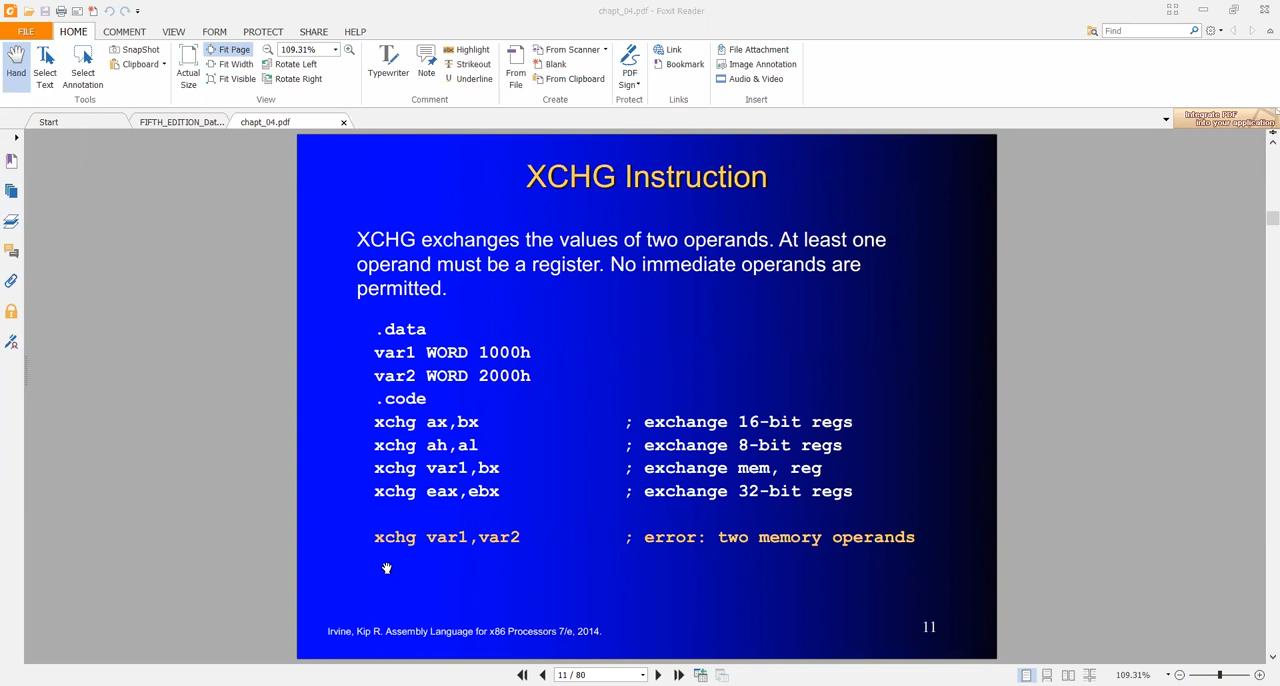 chapt_04.pdf - Foxit Reader
FILE HOME COMMENT VIEW FORM PROTECT SHARE HELP
Find
Hand
Select Text
Select Annotation
SnapShot
Clipboard
Tools
Actual Size
Fit Page
Fit Width
Fit Visible
109.31%
Rotate Left
Rotate Right
View
Typewriter
Note
Highlight
Strikeout
Underline
Comment
From File
From Scanner
Blank
From Clipboard
Create
PDF Sign
Protect
Link
Bookmark
Links
File Attachment
Image Annotation
Audio & Video
Insert
Start
FIFTH_EDITION_Dat...
chapt_04.pdf
Integrate PDF
into your application
XCHG Instruction
XCHG exchanges the values of two operands. At least one
operand must be a register. No immediate operands are
permitted.
.data
var1 WORD 1000h
var2 WORD 2000h
.code
xchg ax,bx ; exchange 16-bit regs
xchg ah,al ; exchange 8-bit regs
xchg var1,bx ; exchange mem, reg
xchg eax,ebx ; exchange 32-bit regs
xchg var1,var2 ; error: two memory operands
Irvine, Kip R. Assembly Language for x86 Processors 7/e, 2014.
11
11 / 80
109.31%